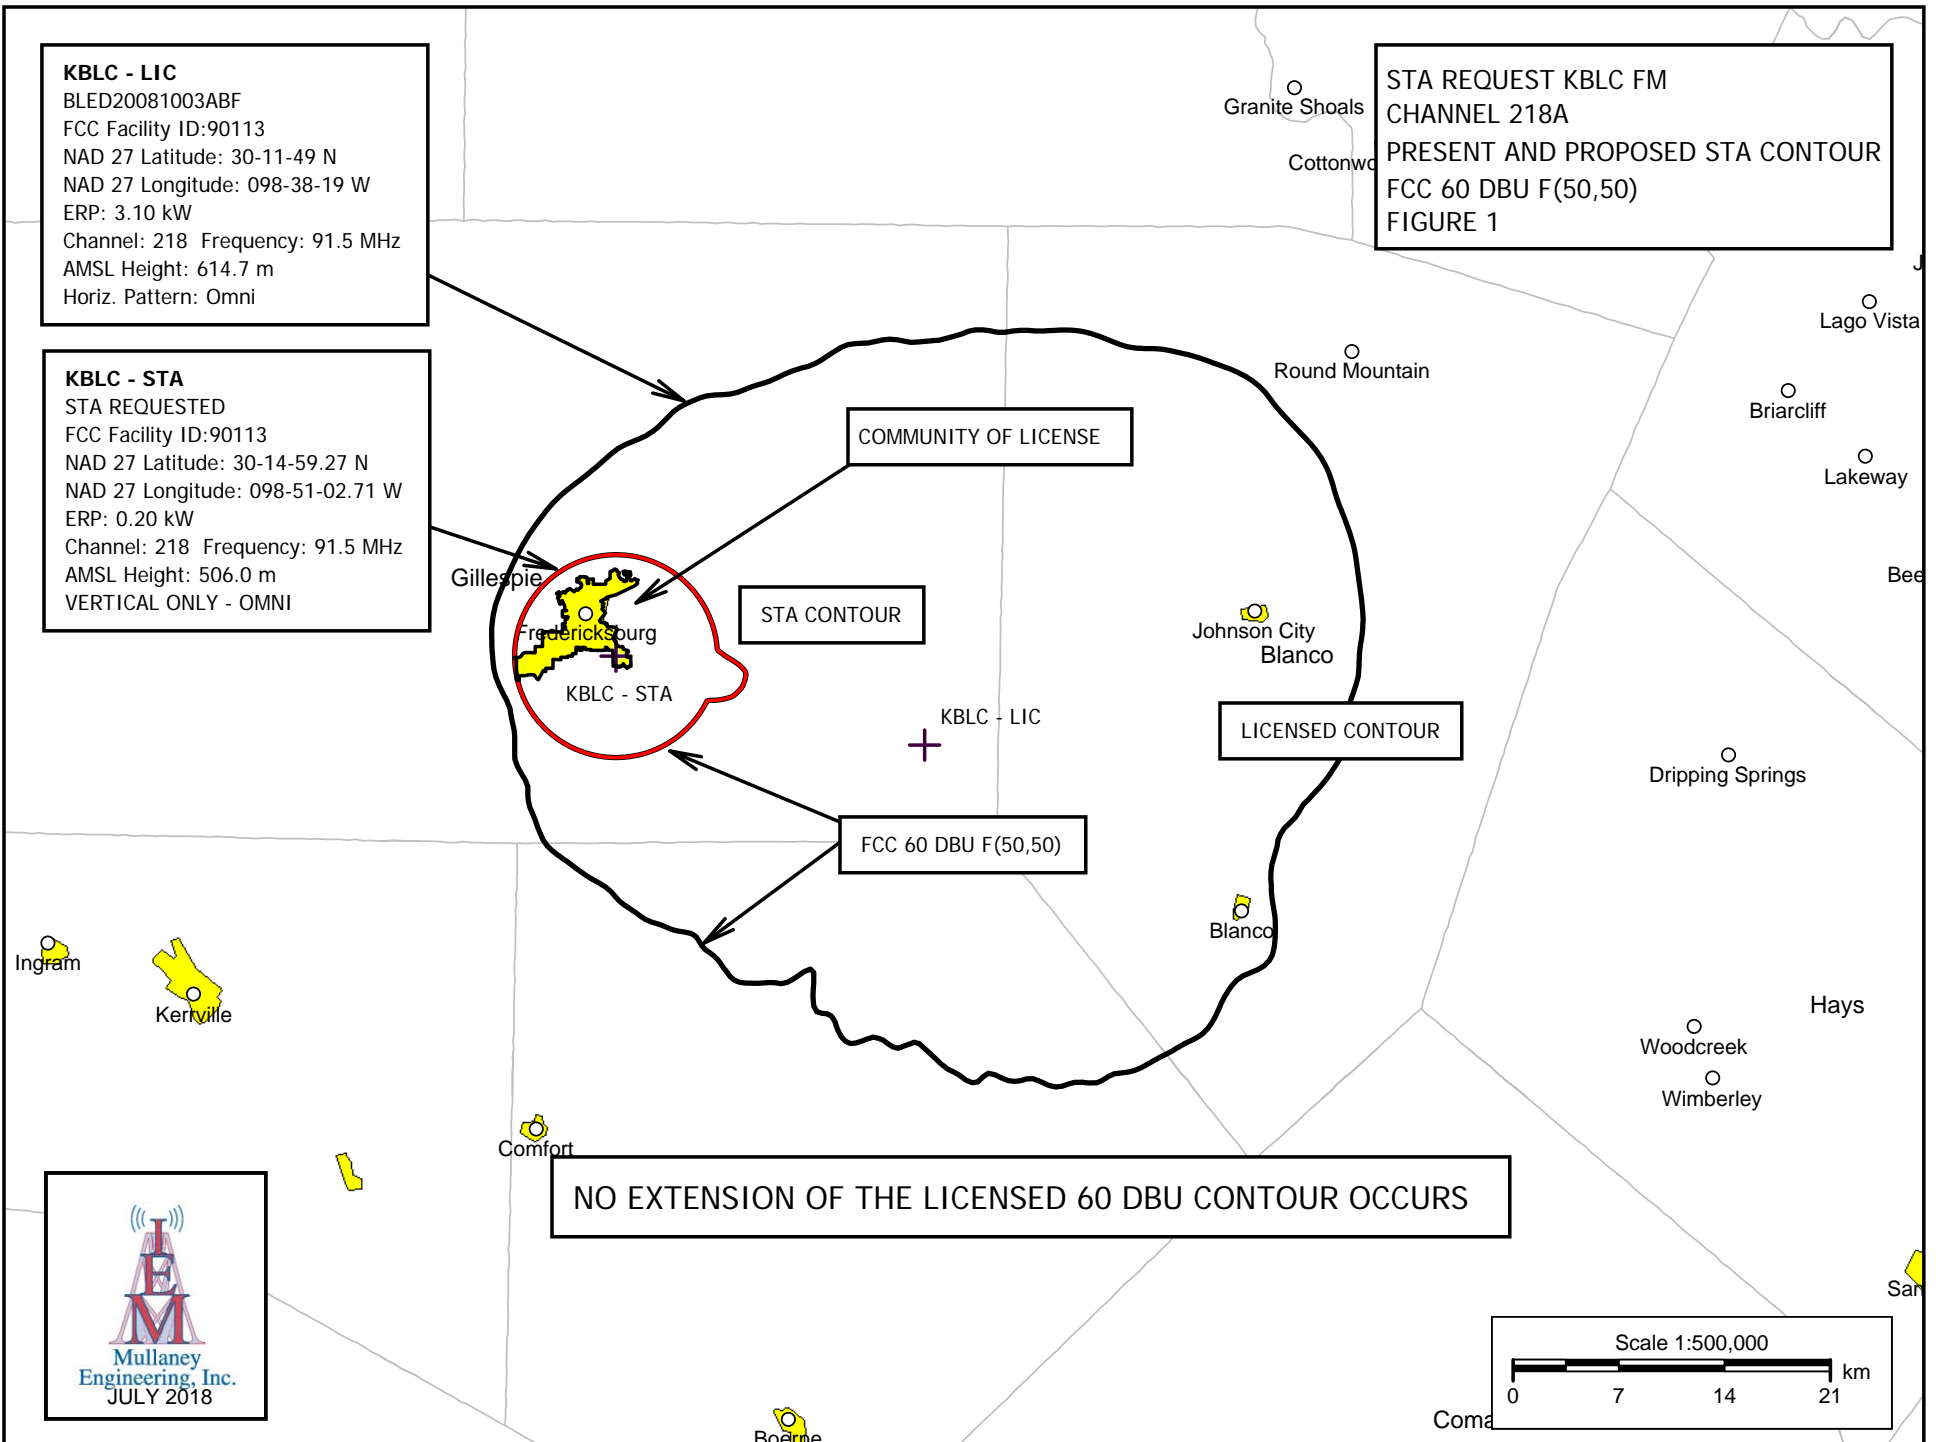 KBLC - LIC
BLED20081003ABF
FCC Facility ID:90113
NAD 27 Latitude: 30-11-49 N
NAD 27 Longitude: 098-38-19 W
ERP: 3.10 kW
Channel: 218 Frequency: 91.5 MHz
AMSL Height: 614.7 m
Horiz. Pattern: Omni
STA REQUEST KBLC FM
CHANNEL 218A
PRESENT AND PROPOSED STA CONTOUR
FCC 60 DBU F(50,50)
FIGURE 1
Granite Shoals
Cottonwo
J
Lago Vista
Round Mountain
Briarcliff
Lakeway
Bee
KBLC - STA
STA REQUESTED
FCC Facility ID:90113
NAD 27 Latitude: 30-14-59.27 N
NAD 27 Longitude: 098-51-02.71 W
ERP: 0.20 kW
Channel: 218 Frequency: 91.5 MHz
AMSL Height: 506.0 m
VERTICAL ONLY - OMNI
COMMUNITY OF LICENSE
Gillespie
STA CONTOUR
Fredericksburg
KBLC - STA
Johnson City
Blanco
KBLC - LIC
LICENSED CONTOUR
Dripping Springs
FCC 60 DBU F(50,50)
Blanco
Ingram
Kerrville
Hays
Woodcreek
Wimberley
Comfort
NO EXTENSION OF THE LICENSED 60 DBU CONTOUR OCCURS
San
IEM
Mullaney
Engineering, Inc.
JULY 2018
Scale 1:500,000
km
0 7 14 21
Coma
Boerne